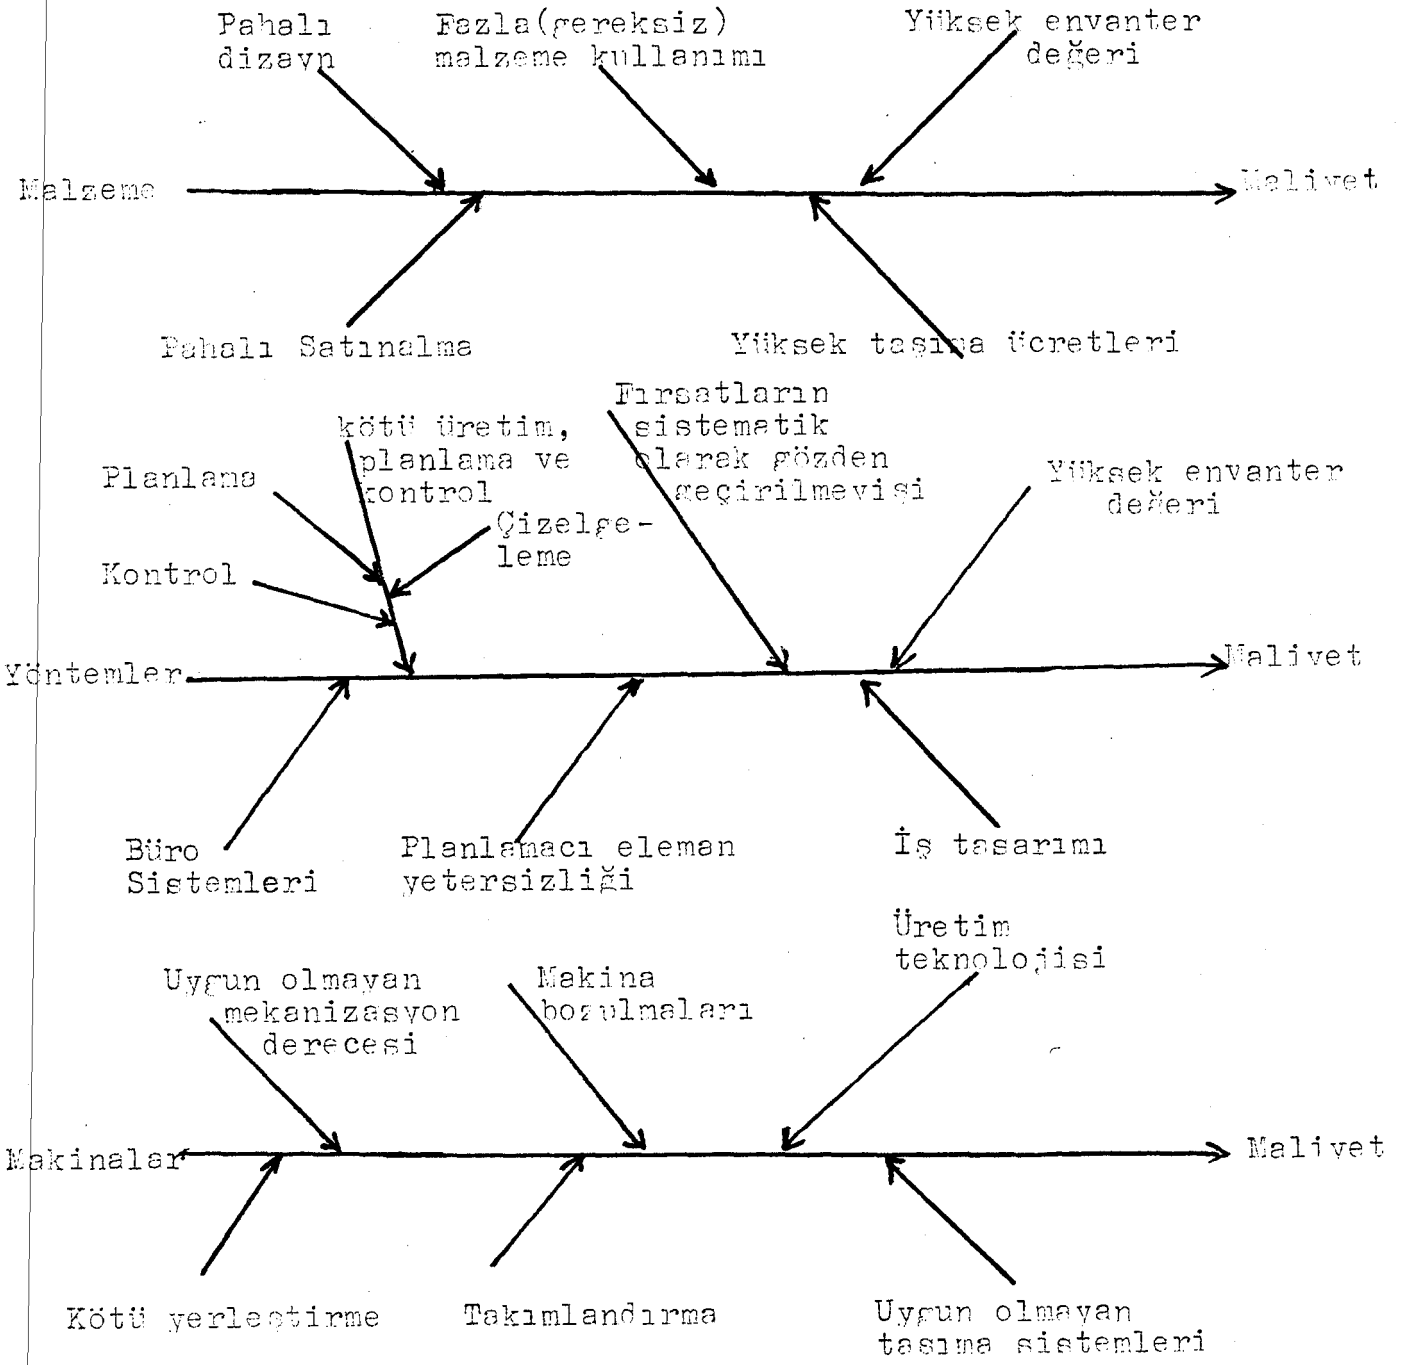 Pahalı
dizayn
Fazla(gereksiz)
malzeme kullanımı
Yüksek envanter
değeri
Malzeme
Maliyet
Pahalı Satınalma
Yüksek taşıma ücretleri
kötü üretim,
planlama ve
kontrol
Fırsatların
sistematik
olarak gözden
geçirilmeyişi
Planlama
Yüksek envanter
değeri
Çizelge-
leme
Kontrol
Yöntemler
Maliyet
Büro
Sistemleri
Planlamacı eleman
yetersizliği
İş tasarımı
Uygun olmayan
mekanizasyon
derecesi
Makina
bozulmaları
Üretim
teknolojisi
Makinalar
Maliyet
Kötü yerleştirme
Takımlandırma
Uygun olmayan
taşıma sistemleri